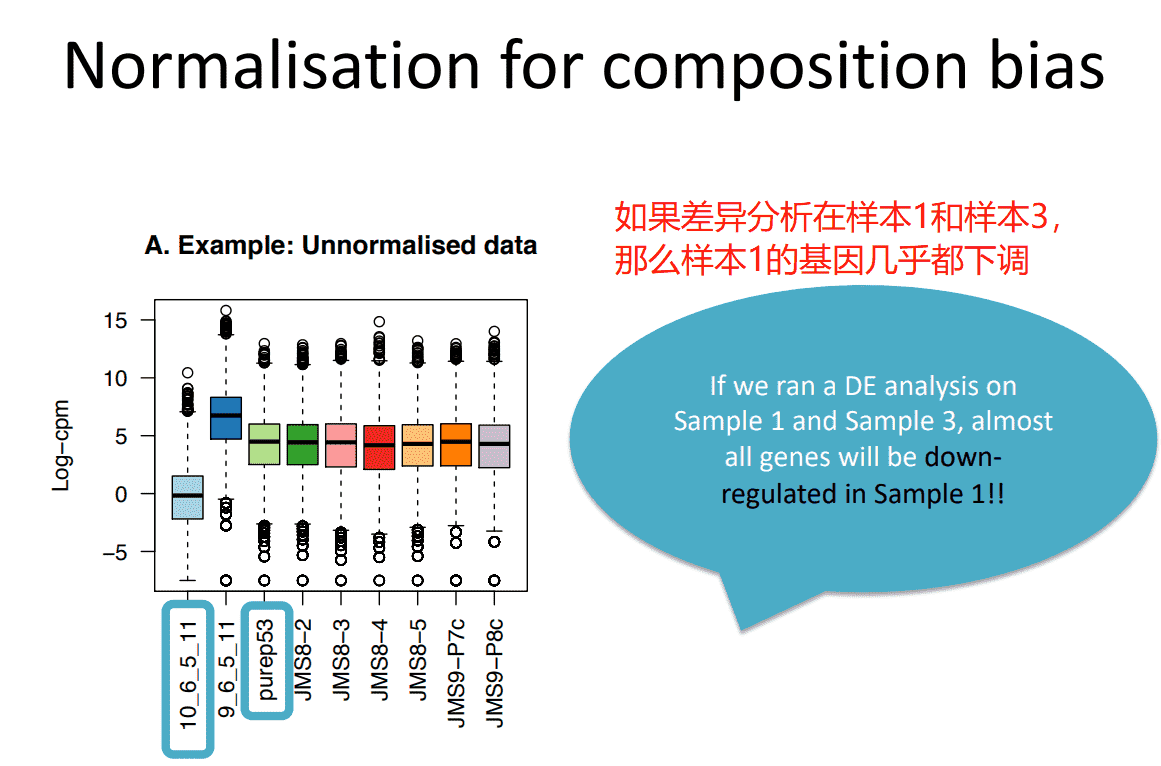 Normalisation for composition bias
如果差异分析在样本1和样本3，
那么样本1的基因几乎都下调
A. Example: Unnormalised data
If we ran a DE analysis on
Sample 1 and Sample 3, almost
all genes will be down-
regulated in Sample 1!!
Log-cpm
15
10
5
0
−5
10_6_5_11
9_6_5_11
purep53
JMS8−2
JMS8−3
JMS8−4
JMS8−5
JMS9−P7c
JMS9−P8c